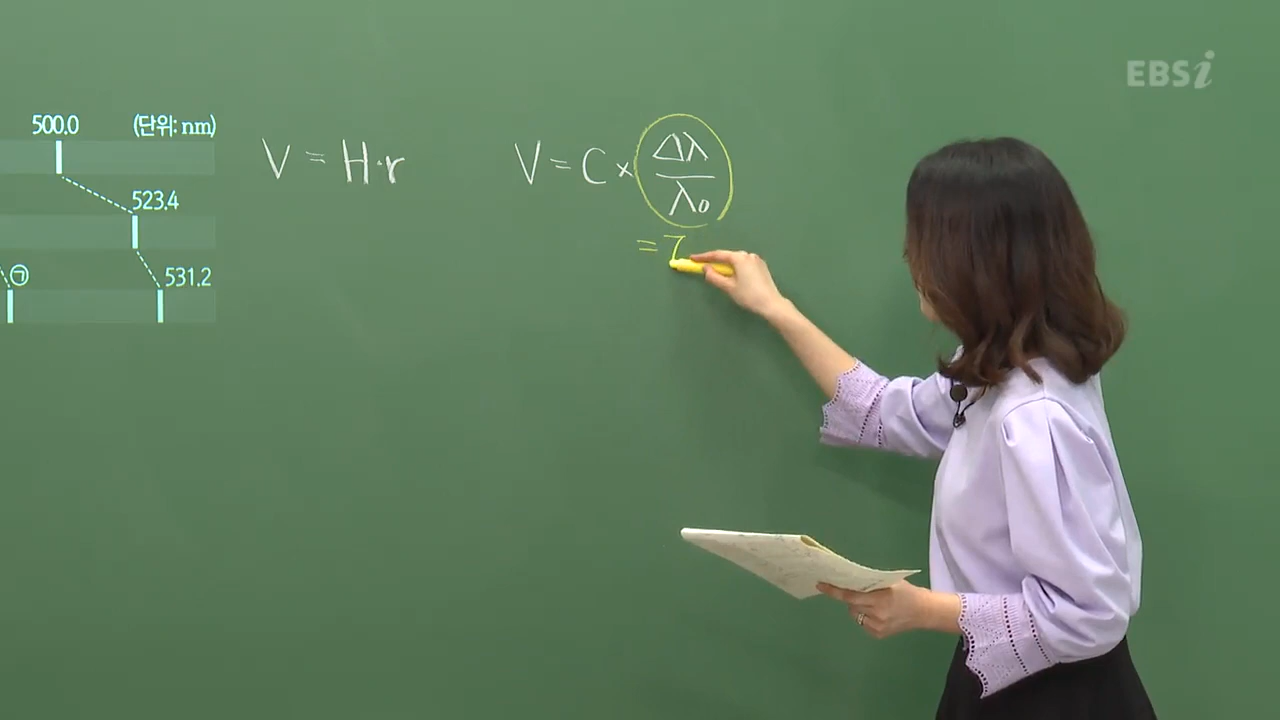 EBSi
500.0 (단위: nm)
523.4
㉠ 531.2
V = H·r
V = C × Δλ/λ₀
= Z